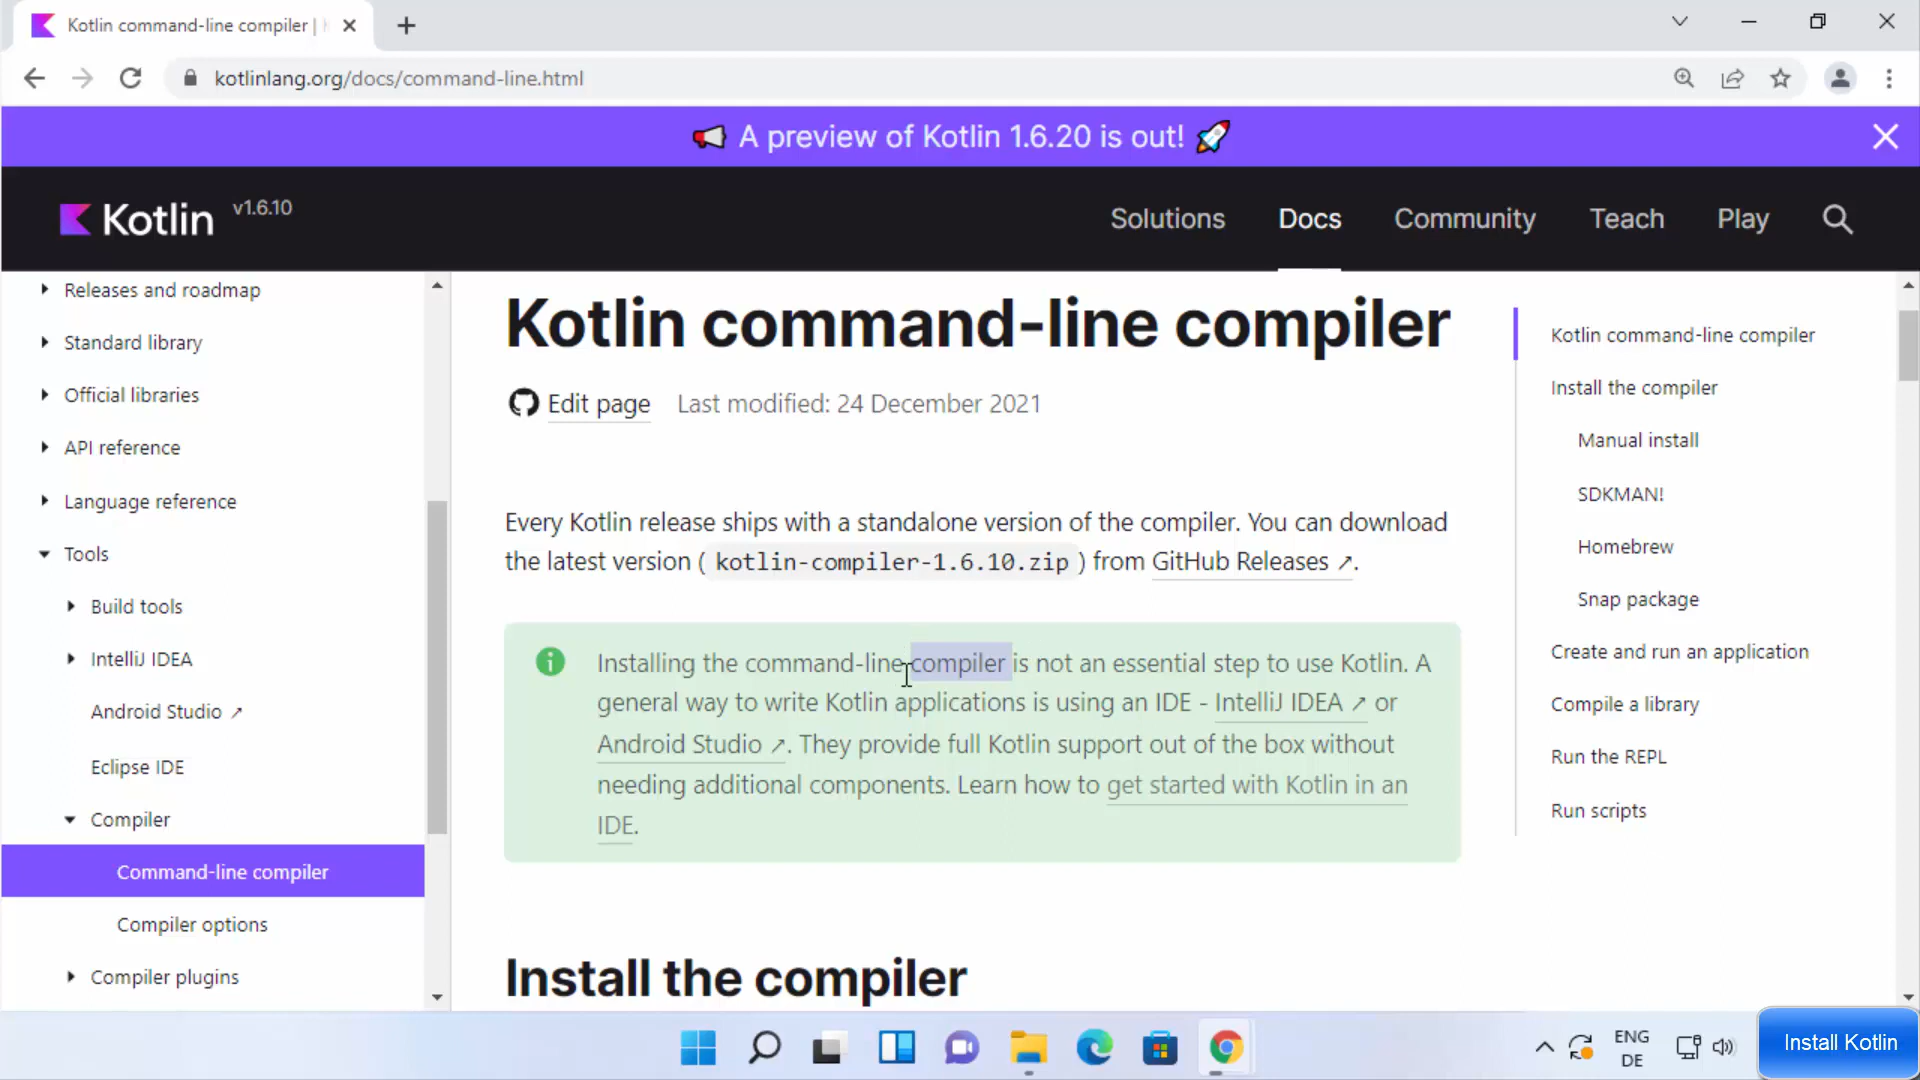 Kotlin command-line compiler |
kotlinlang.org/docs/command-line.html
A preview of Kotlin 1.6.20 is out!
Kotlin v1.6.10
Solutions Docs Community Teach Play
Releases and roadmap
Standard library
Official libraries
API reference
Language reference
Tools
Build tools
IntelliJ IDEA
Android Studio ↗
Eclipse IDE
Compiler
Command-line compiler
Compiler options
Compiler plugins
Kotlin command-line compiler
Edit page Last modified: 24 December 2021
Every Kotlin release ships with a standalone version of the compiler. You can download
the latest version ( kotlin-compiler-1.6.10.zip ) from GitHub Releases ↗.
Installing the command-line compiler is not an essential step to use Kotlin. A
general way to write Kotlin applications is using an IDE - IntelliJ IDEA ↗ or
Android Studio ↗. They provide full Kotlin support out of the box without
needing additional components. Learn how to get started with Kotlin in an
IDE.
Install the compiler
Kotlin command-line compiler
Install the compiler
Manual install
SDKMAN!
Homebrew
Snap package
Create and run an application
Compile a library
Run the REPL
Run scripts
ENG
DE
Install Kotlin